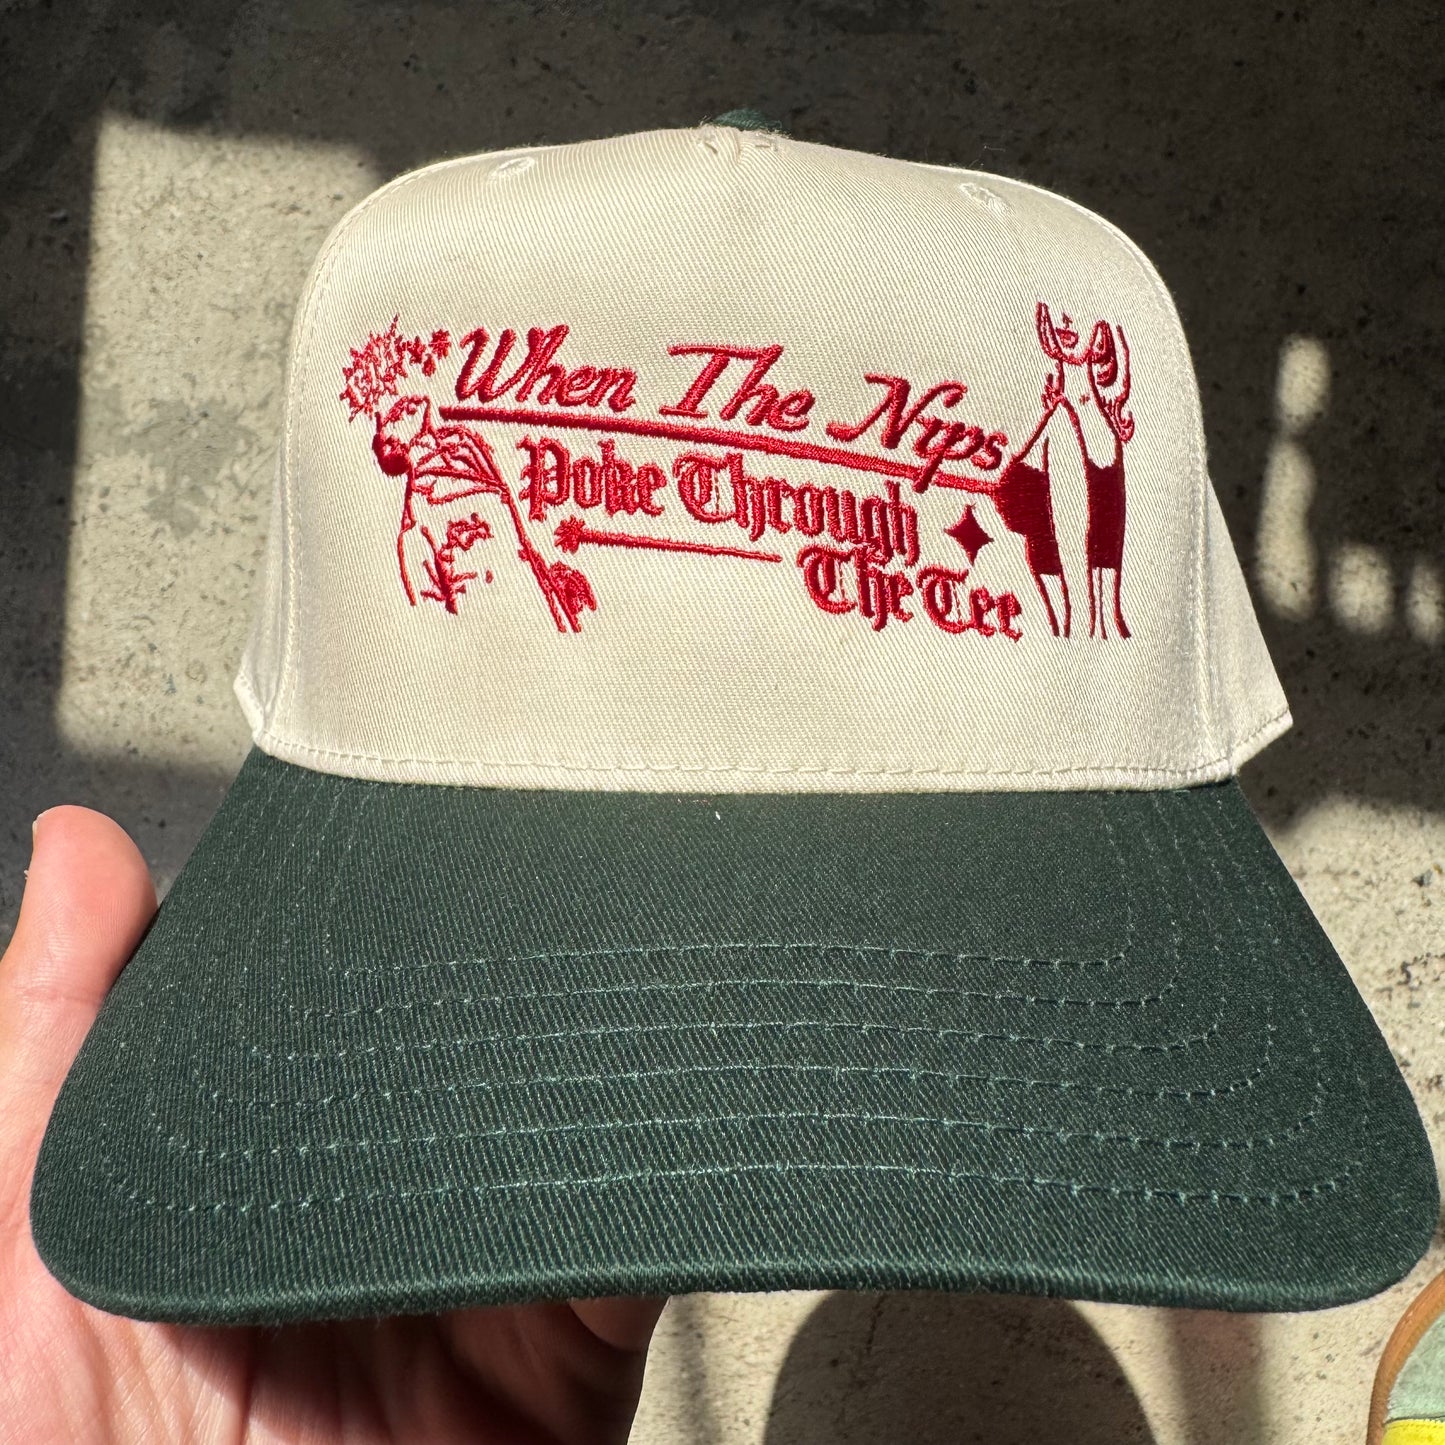 When The Nips
Poke Through
The Tee